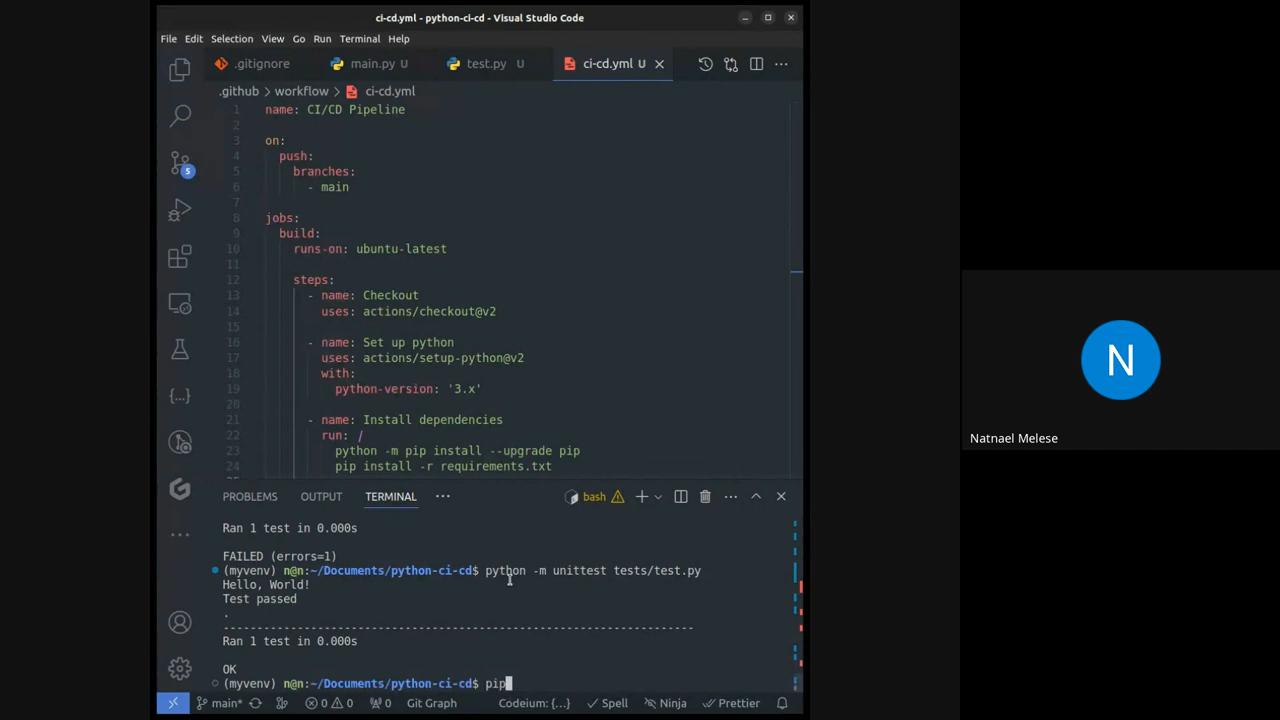 ci-cd.yml - python-ci-cd - Visual Studio Code
File Edit Selection View Go Run Terminal Help
.gitignore main.py U test.py U ci-cd.yml U
.github > workflow > ci-cd.yml
1 name: CI/CD Pipeline
2
3 on:
4 push:
5 branches:
6 - main
7
8 jobs:
9 build:
10 runs-on: ubuntu-latest
11
12 steps:
13 - name: Checkout
14 uses: actions/checkout@v2
15
16 - name: Set up python
17 uses: actions/setup-python@v2
18 with:
19 python-version: '3.x'
20
21 - name: Install dependencies
22 run: |
23 python -m pip install --upgrade pip
24 pip install -r requirements.txt
5
PROBLEMS OUTPUT TERMINAL ... bash
Ran 1 test in 0.000s
FAILED (errors=1)
(myvenv) n@n:~/Documents/python-ci-cd$ python -m unittest tests/test.py
Hello, World!
Test passed
.
----------------------------------------------------------------------
Ran 1 test in 0.000s
OK
(myvenv) n@n:~/Documents/python-ci-cd$ pip
main* 0 0 0 Git Graph Codeium: {...} Spell Ninja Prettier
N
Natnael Melese